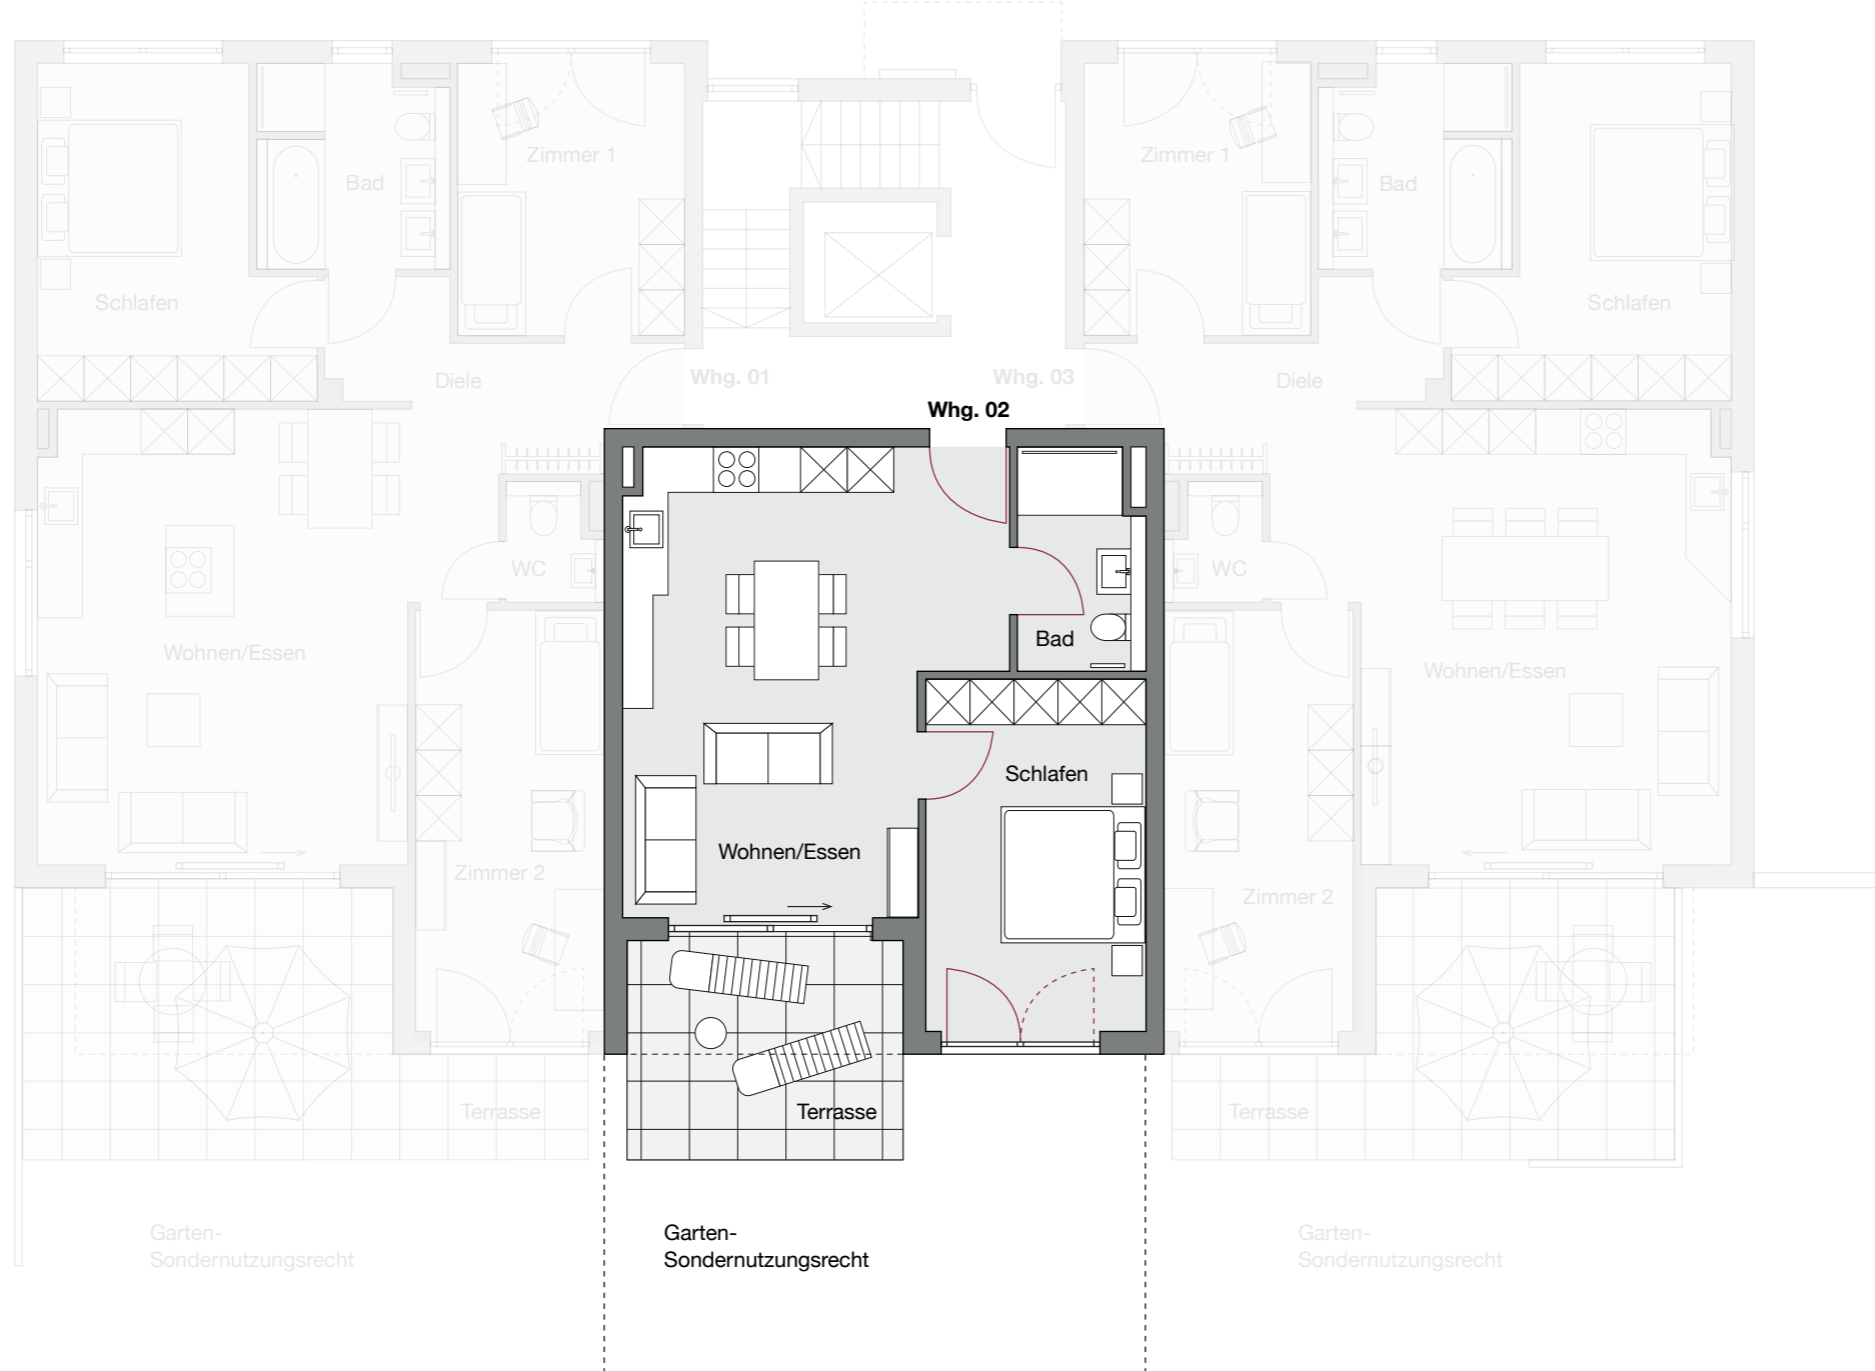 Zimmer 1
Zimmer 1
Bad
Bad
Schlafen
Schlafen
Diele
Whg. 01
Whg. 03
Diele
Whg. 02
WC
WC
Bad
Wohnen/Essen
Wohnen/Essen
Schlafen
Wohnen/Essen
Zimmer 2
Zimmer 2
Terrasse
Terrasse
Terrasse
Garten-
Sondernutzungsrecht
Garten-
Sondernutzungsrecht
Garten-
Sondernutzungsrecht